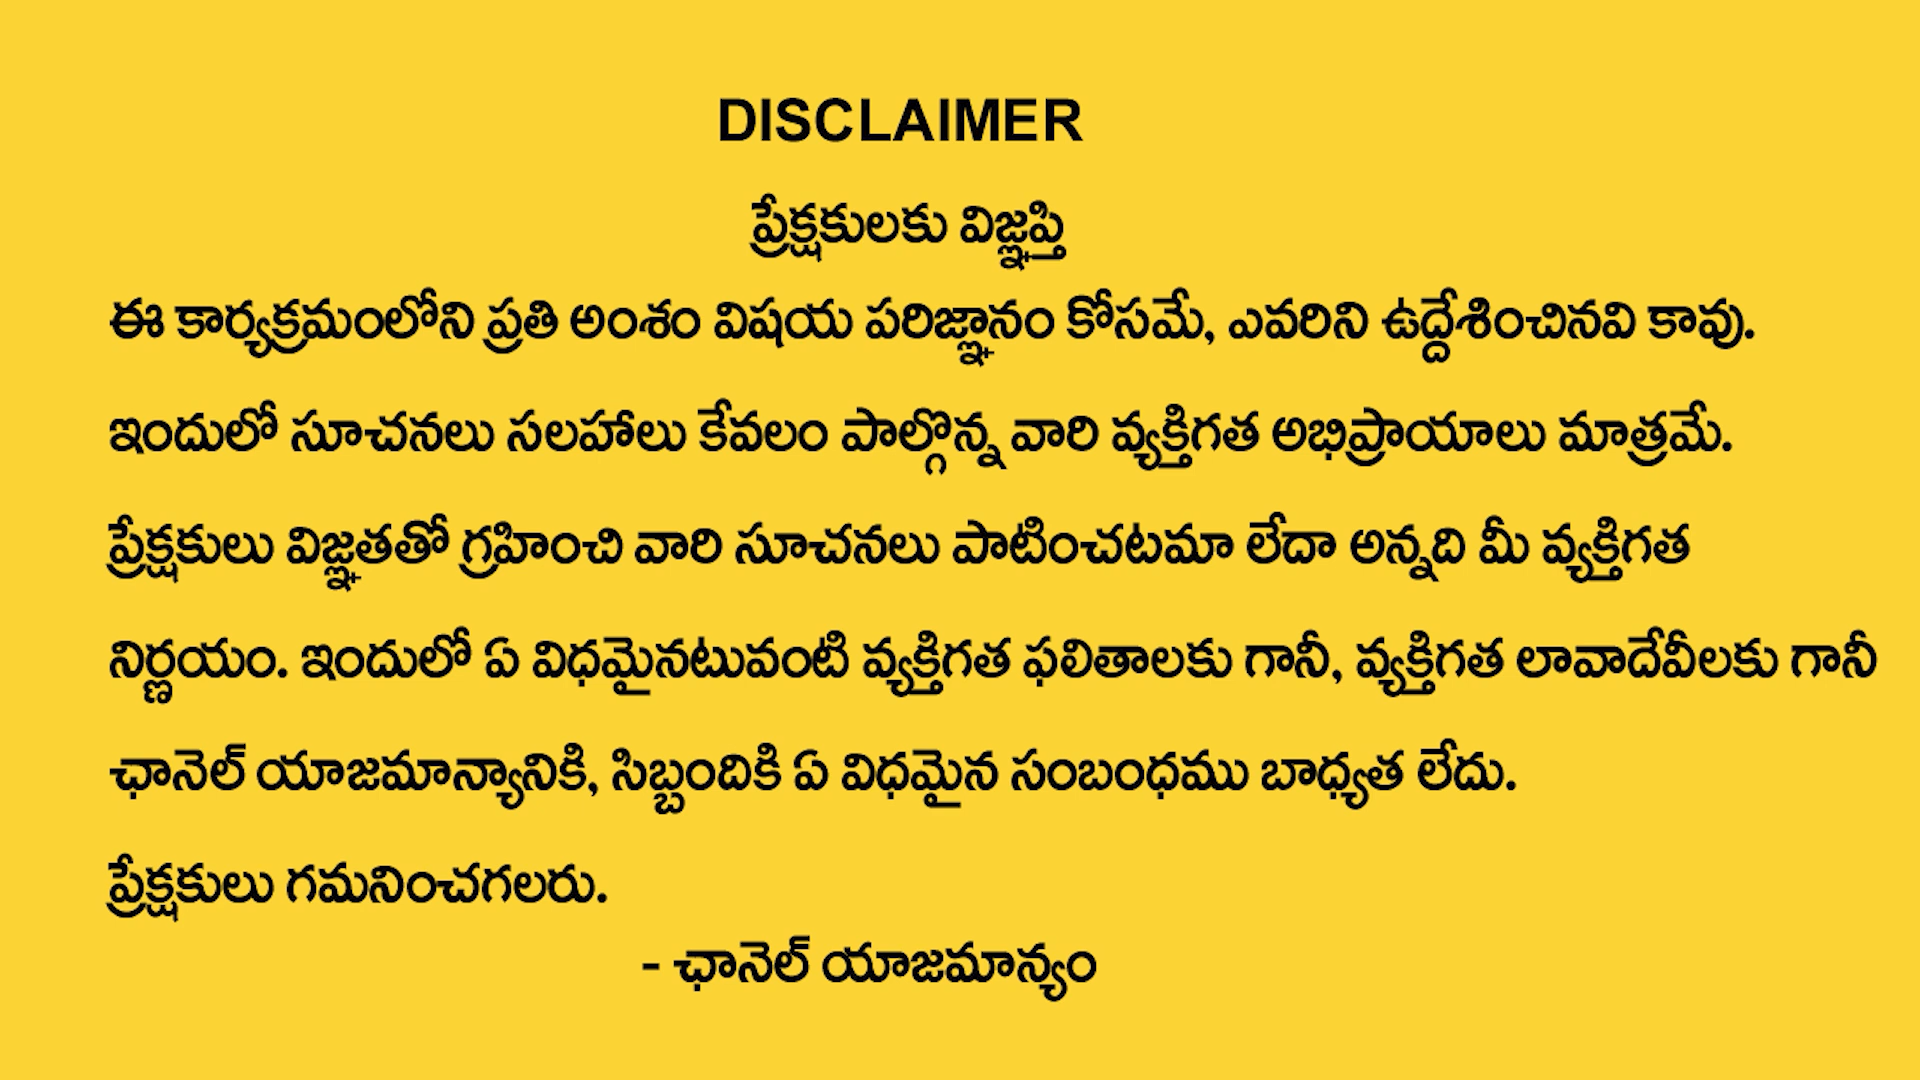 DISCLAIMER
ప్రేక్షకులకు విజ్ఞప్తి
ఈ కార్యక్రమంలోని ప్రతి అంశం విషయ పరిజ్ఞానం కోసమే, ఎవరిని ఉద్దేశించినవి కావు.
ఇందులో సూచనలు సలహాలు కేవలం పాల్గొన్న వారి వ్యక్తిగత అభిప్రాయాలు మాత్రమే.
ప్రేక్షకులు విజ్ఞతతో గ్రహించి వారి సూచనలు పాటించటమా లేదా అన్నది మీ వ్యక్తిగత
నిర్ణయం. ఇందులో ఏ విధమైనటువంటి వ్యక్తిగత ఫలితాలకు గానీ, వ్యక్తిగత లావాదేవీలకు గానీ
ఛానెల్ యాజమాన్యానికి, సిబ్బందికి ఏ విధమైన సంబంధము బాధ్యత లేదు.
ప్రేక్షకులు గమనించగలరు.
- ఛానెల్ యాజమాన్యం